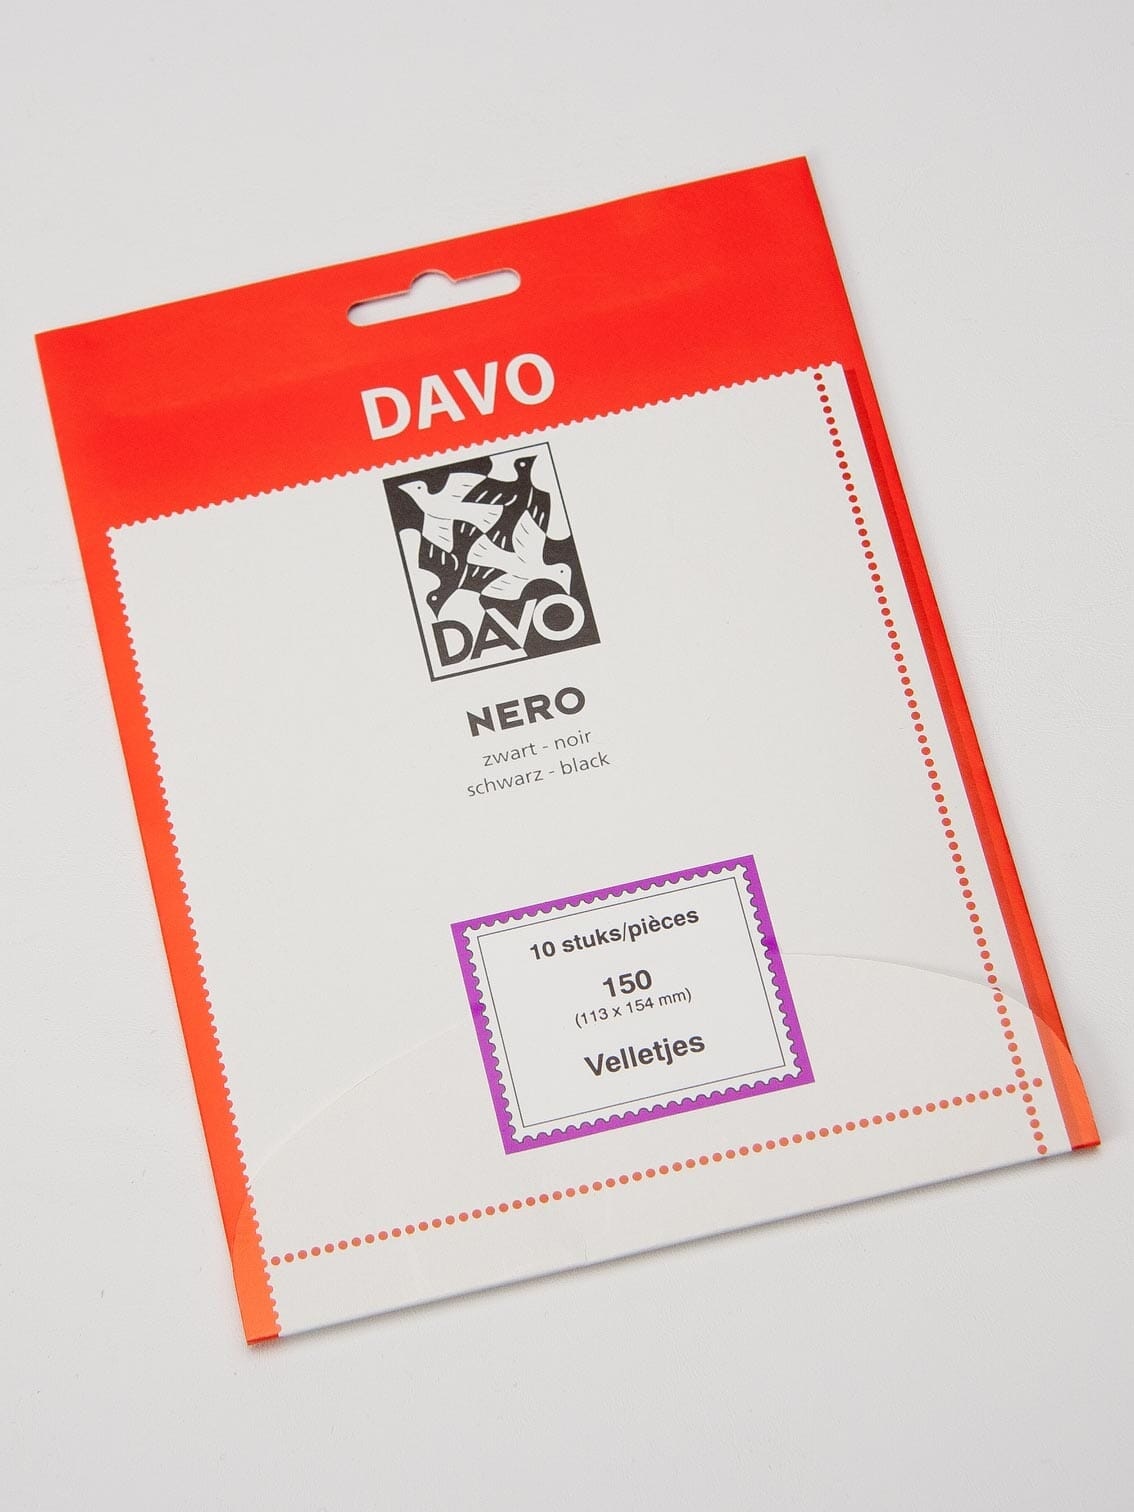 DAVO
DAVO
NERO
zwart - noir
schwarz - black
10 stuks/pièces
150
(113 x 154 mm)
Velletjes